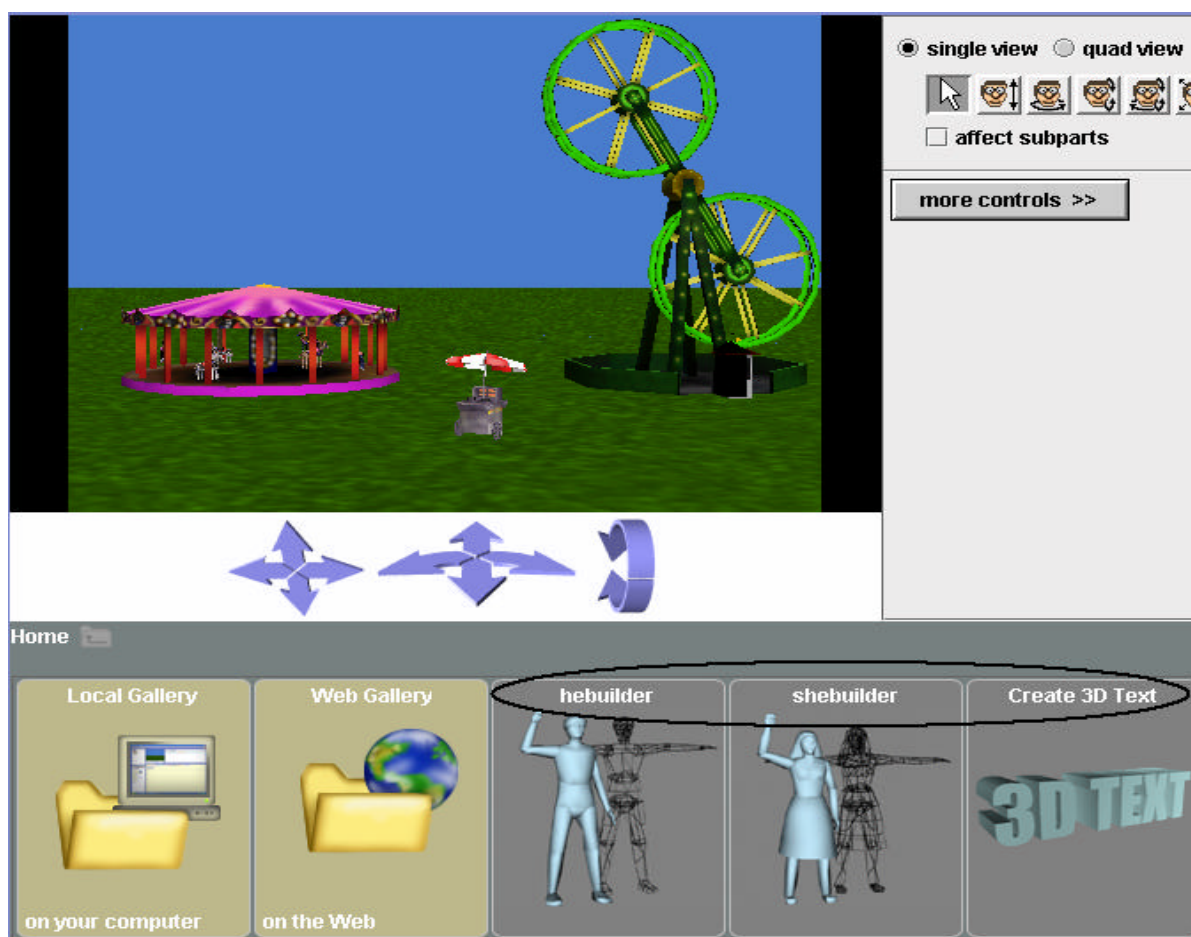 single view quad view
affect subparts
more controls >>
Home
Local Gallery
on your computer
Web Gallery
on the Web
hebuilder
shebuilder
Create 3D Text
3D TEXT